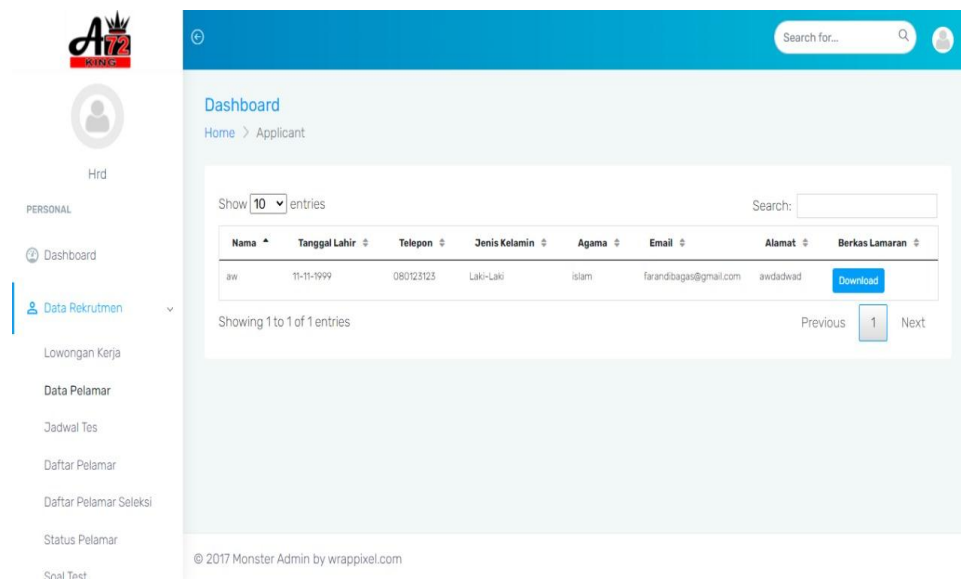 A72
KING
Search for...
Hrd
PERSONAL
Dashboard
Data Rekrutmen
Lowongan Kerja
Data Pelamar
Jadwal Tes
Daftar Pelamar
Daftar Pelamar Seleksi
Status Pelamar
Soal Test
Dashboard
Home > Applicant
Show 10 entries
Search:
Nama Tanggal Lahir Telepon Jenis Kelamin Agama Email Alamat Berkas Lamaran
aw 11-11-1999 080123123 Laki-Laki islam farandibagas@gmail.com awdadwad Download
Showing 1 to 1 of 1 entries
Previous 1 Next
© 2017 Monster Admin by wrappixel.com